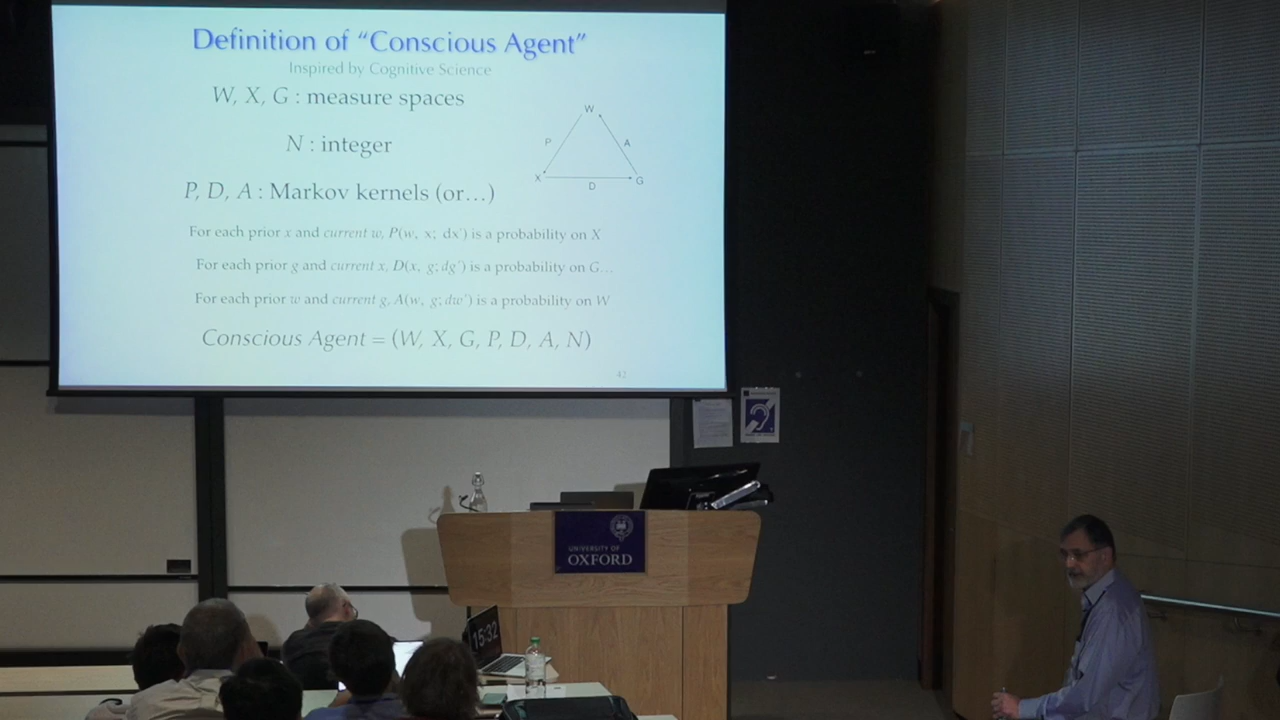 Definition of “Conscious Agent”
Inspired by Cognitive Science
W, X, G : measure spaces
N : integer
P, D, A : Markov kernels (or…)
W
P
A
X
D
G
For each prior x and current w, P(w, x; dx') is a probability on X
For each prior g and current x, D(x, g; dg') is a probability on G…
For each prior w and current g, A(w, g; dw') is a probability on W
Conscious Agent = (W, X, G, P, D, A, N)
42
UNIVERSITY OF
OXFORD
15:32